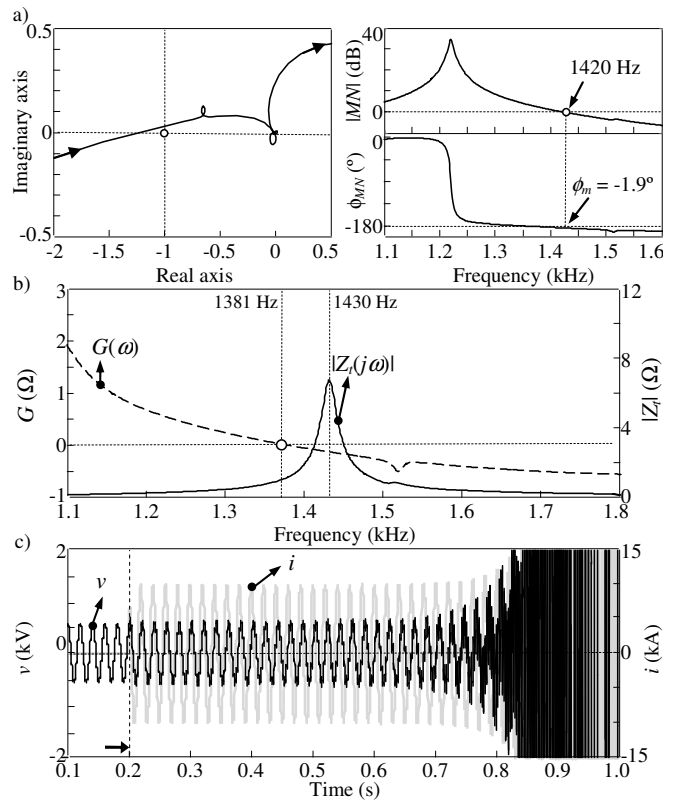 a)
0.5
0
-0.5
Imaginary axis
-2 -1.5 -1 -0.5 0 0.5
Real axis
|MN| (dB)
40
0
1420 Hz
ϕMN (º)
0
-180
ϕm = -1.9º
1.1 1.2 1.3 1.4 1.5 1.6
Frequency (kHz)
b)
1381 Hz 1430 Hz
3
2
1
0
-1
G (Ω)
G(ω)
|Zt(jω)|
12
9
6
3
0
|Zt| (Ω)
1.1 1.2 1.3 1.4 1.5 1.6 1.7 1.8
Frequency (kHz)
c)
2
0
-2
v (kV)
v
i
15
0
-15
i (kA)
0.1 0.2 0.3 0.4 0.5 0.6 0.7 0.8 0.9 1.0
Time (s)